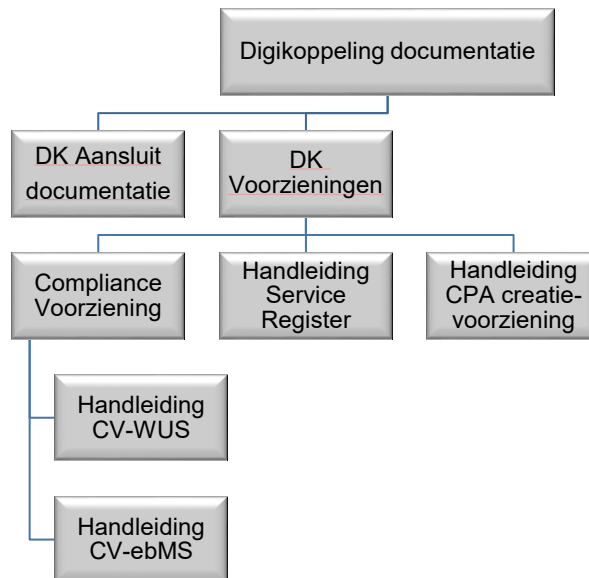 Digikoppeling documentatie
DK Aansluit
documentatie
DK
Voorzieningen
Compliance
Voorziening
Handleiding
Service
Register
Handleiding
CPA creatie-
voorziening
Handleiding
CV-WUS
Handleiding
CV-ebMS